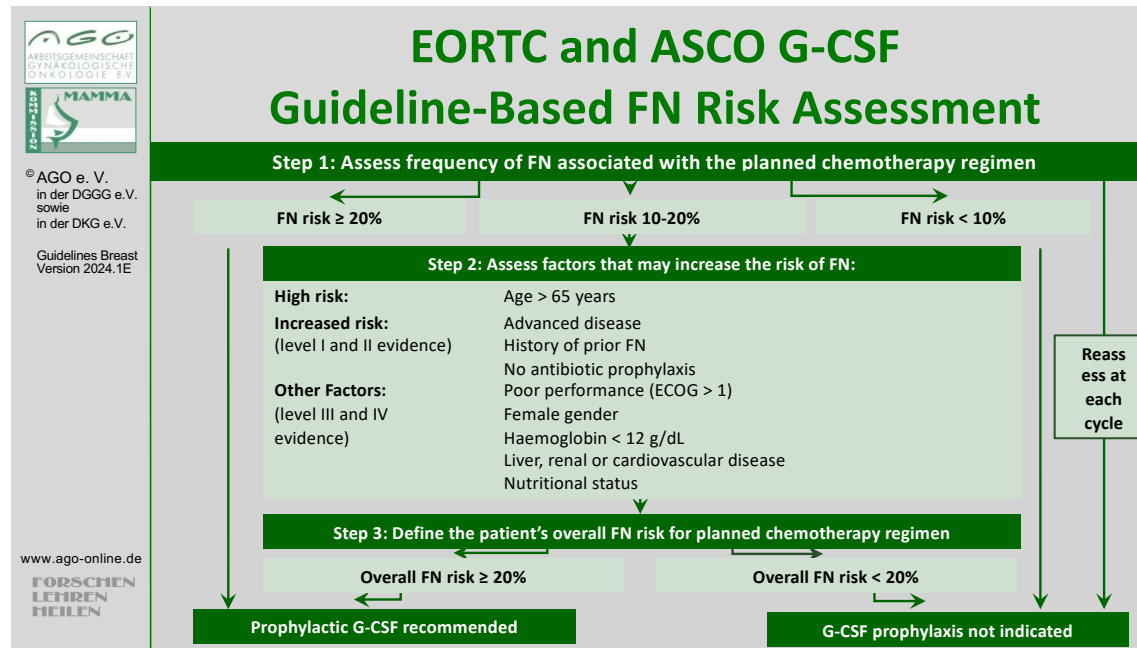 AGO
ARBEITSGEMEINSCHAFT
GYNÄKOLOGISCHE
ONKOLOGIE E.V.
KOMMISSION
MAMMA
© AGO e. V.
in der DGGG e.V.
sowie
in der DKG e.V.
Guidelines Breast
Version 2024.1E
www.ago-online.de
FORSCHEN
LEHREN
HEILEN
EORTC and ASCO G-CSF
Guideline-Based FN Risk Assessment
Step 1: Assess frequency of FN associated with the planned chemotherapy regimen
FN risk ≥ 20%
FN risk 10-20%
FN risk < 10%
Step 2: Assess factors that may increase the risk of FN:
High risk: Age > 65 years
Increased risk: Advanced disease
(level I and II evidence) History of prior FN
No antibiotic prophylaxis
Other Factors: Poor performance (ECOG > 1)
(level III and IV Female gender
evidence) Haemoglobin < 12 g/dL
Liver, renal or cardiovascular disease
Nutritional status
Reass
ess at
each
cycle
Step 3: Define the patient’s overall FN risk for planned chemotherapy regimen
Overall FN risk ≥ 20%
Overall FN risk < 20%
Prophylactic G-CSF recommended
G-CSF prophylaxis not indicated